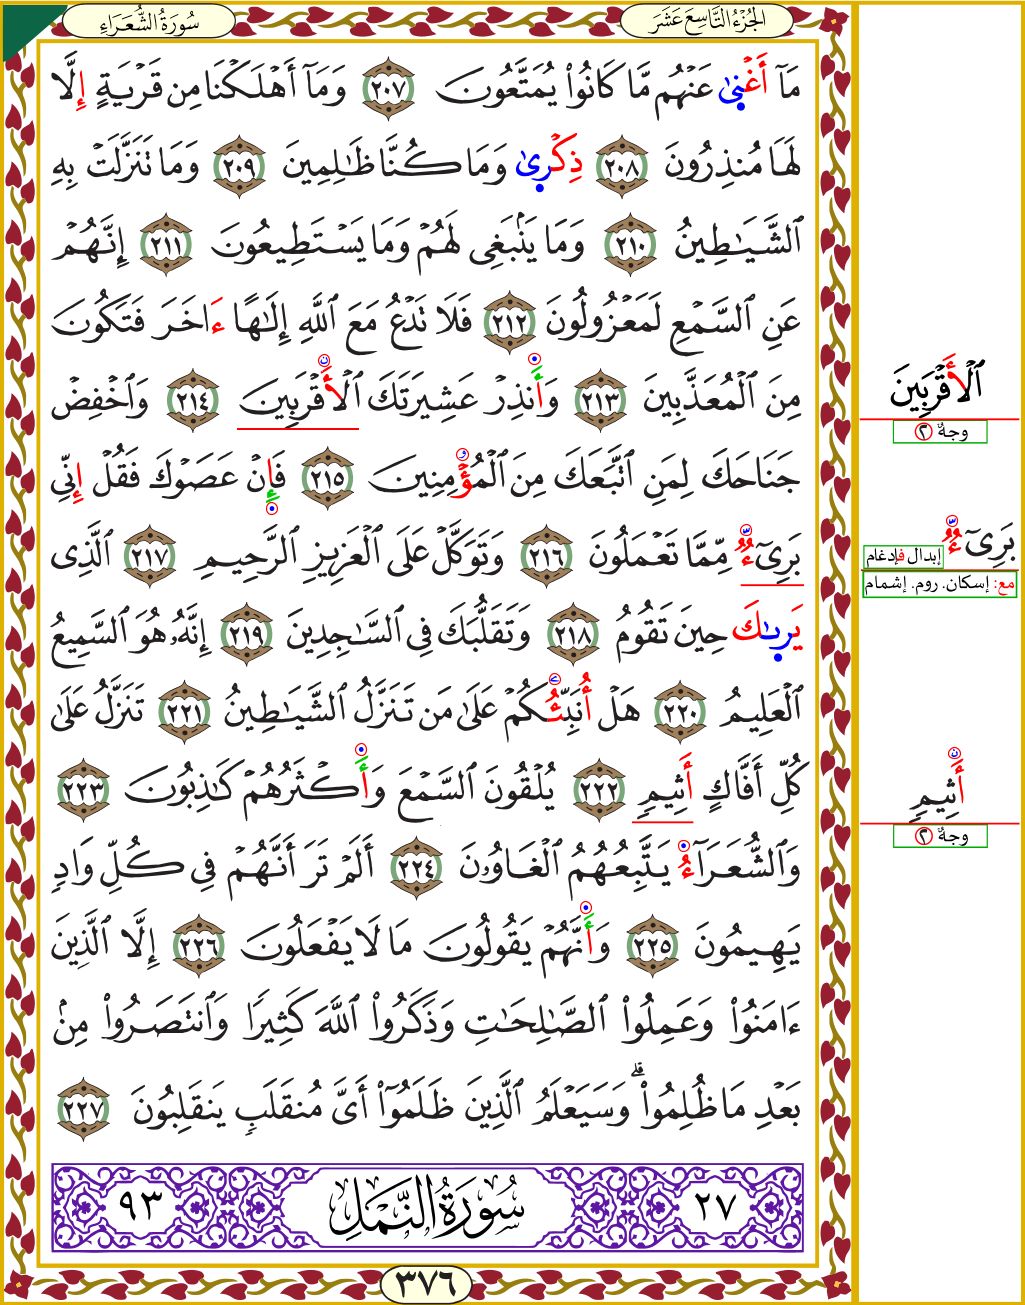 الجُزْءُ التَّاسِعَ عَشَرَ
سُورَةُ الشُّعَرَاءِ
مَآ أَغْنٜىٰ عَنْهُم مَّا كَانُوا۟ يُمَتَّعُونَ ٢٠٧ وَمَآ أَهْلَكْنَا مِن قَرْيَةٍ إِلَّا
لَهَا مُنذِرُونَ ٢٠٨ ذِكْرٜىٰ وَمَا كُنَّا ظَٰلِمِينَ ٢٠٩ وَمَا تَنَزَّلَتْ بِهِ
ٱلشَّيَٰطِينُ ٢١٠ وَمَا يَنۢبَغِى لَهُمْ وَمَا يَسْتَطِيعُونَ ٢١١ إِنَّهُمْ
عَنِ ٱلسَّمْعِ لَمَعْزُولُونَ ٢١٢ فَلَا تَدْعُ مَعَ ٱللَّهِ إِلَٰهًا ءَاخَرَ فَتَكُونَ
مِنَ ٱلْمُعَذَّبِينَ ٢١٣ وَأَنذِرْ عَشِيرَتَكَ ٱلْأَقْرَبِينَ ٢١٤ وَٱخْفِضْ
جَنَاحَكَ لِمَنِ ٱتَّبَعَكَ مِنَ ٱلْمُؤْمِنِينَ ٢١٥ فَإِنْ عَصَوْكَ فَقُلْ إِنِّى
بَرِىٓءٌ مِّمَّا تَعْمَلُونَ ٢١٦ وَتَوَكَّلْ عَلَى ٱلْعَزِيزِ ٱلرَّحِيمِ ٢١٧ ٱلَّذِى
يَرٜىٰكَ حِينَ تَقُومُ ٢١٨ وَتَقَلُّبَكَ فِى ٱلسَّٰجِدِينَ ٢١٩ إِنَّهُۥ هُوَ ٱلسَّمِيعُ
ٱلْعَلِيمُ ٢٢٠ هَلْ أُنَبِّئُكُمْ عَلَىٰ مَن تَنَزَّلُ ٱلشَّيَٰطِينُ ٢٢١ تَنَزَّلُ عَلَىٰ
كُلِّ أَفَّاكٍ أَثِيمٍ ٢٢٢ يُلْقُونَ ٱلسَّمْعَ وَأَكْثَرُهُمْ كَٰذِبُونَ ٢٢٣
وَٱلشُّعَرَآءُ يَتَّبِعُهُمُ ٱلْغَاوُۥنَ ٢٢٤ أَلَمْ تَرَ أَنَّهُمْ فِى كُلِّ وَادٍ
يَهِيمُونَ ٢٢٥ وَأَنَّهُمْ يَقُولُونَ مَا لَا يَفْعَلُونَ ٢٢٦ إِلَّا ٱلَّذِينَ
ءَامَنُوا۟ وَعَمِلُوا۟ ٱلصَّٰلِحَٰتِ وَذَكَرُوا۟ ٱللَّهَ كَثِيرًا وَٱنتَصَرُوا۟ مِنۢ
بَعْدِ مَا ظُلِمُوا۟ ۗ وَسَيَعْلَمُ ٱلَّذِينَ ظَلَمُوٓا۟ أَىَّ مُنقَلَبٍ يَنقَلِبُونَ ٢٢٧
٢٧ سُورَةُ النَّمْلِ ٩٣
٣٧٦
ٱلْأَقْرَبِينَ
وجهٌ ٢
بَرِىٓءٌ
إبدال فإدغام
مع: إسكان. روم. إشمام
أَثِيمٍ
وجهٌ ٢